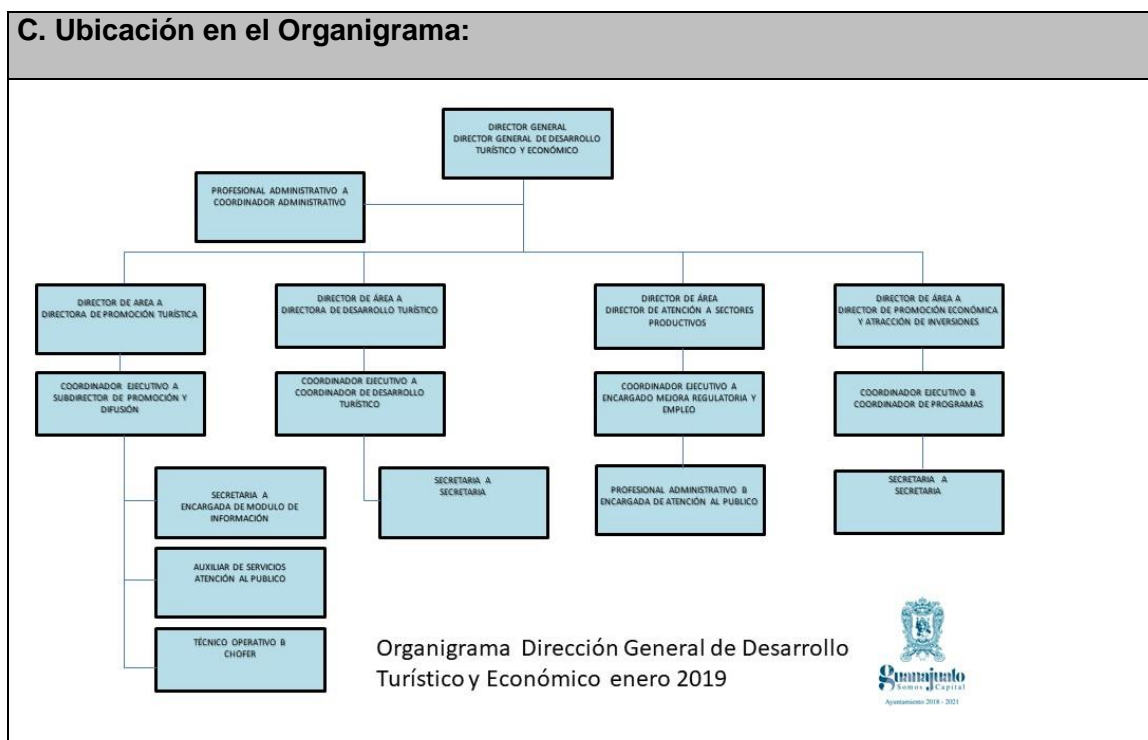 C. Ubicación en el Organigrama:
DIRECTOR GENERAL
DIRECTOR GENERAL DE DESARROLLO
TURÍSTICO Y ECONÓMICO
PROFESIONAL ADMINISTRATIVO A
COORDINADOR ADMINISTRATIVO
DIRECTOR DE AREA A
DIRECTORA DE PROMOCIÓN TURÍSTICA
DIRECTOR DE ÁREA A
DIRECTORA DE DESARROLLO TURÍSTICO
DIRECTOR DE ÁREA
DIRECTOR DE ATENCIÓN A SECTORES
PRODUCTIVOS
DIRECTOR DE ÁREA A
DIRECTOR DE PROMOCIÓN ECONÓMICA
Y ATRACCIÓN DE INVERSIONES
COORDINADOR EJECUTIVO A
SUBDIRECTOR DE PROMOCIÓN Y
DIFUSIÓN
COORDINADOR EJECUTIVO A
COORDINADOR DE DESARROLLO
TURÍSTICO
COORDINADOR EJECUTIVO A
ENCARGADO MEJORA REGULATORIA Y
EMPLEO
COORDINADOR EJECUTIVO B
COORDINADOR DE PROGRAMAS
SECRETARIA A
ENCARGADA DE MODULO DE
INFORMACIÓN
SECRETARIA A
SECRETARIA
PROFESIONAL ADMINISTRATIVO B
ENCARGADA DE ATENCIÓN AL PUBLICO
SECRETARIA A
SECRETARIA
AUXILIAR DE SERVICIOS
ATENCIÓN AL PUBLICO
TÉCNICO OPERATIVO B
CHOFER
Organigrama Dirección General de Desarrollo
Turístico y Económico enero 2019
guanajuato
Somos Capital
Ayuntamiento 2018 - 2021